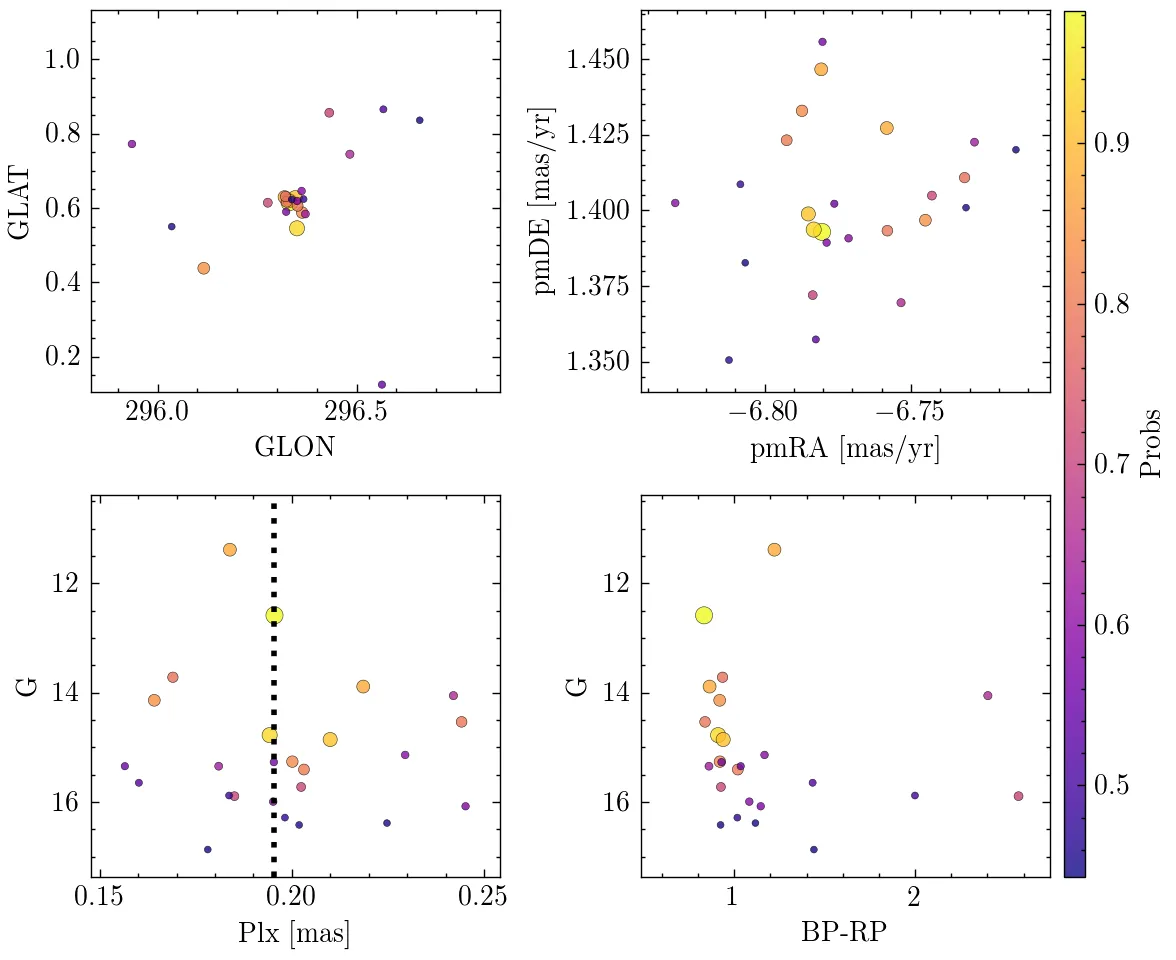 1.0
0.8
0.6
0.4
0.2
GLAT
296.0 296.5
GLON
1.450
1.425
1.400
1.375
1.350
pmDE [mas/yr]
−6.80 −6.75
pmRA [mas/yr]
12
14
16
G
0.15 0.20 0.25
Plx [mas]
12
14
16
G
1 2
BP-RP
0.9
0.8
0.7
0.6
0.5
Probs